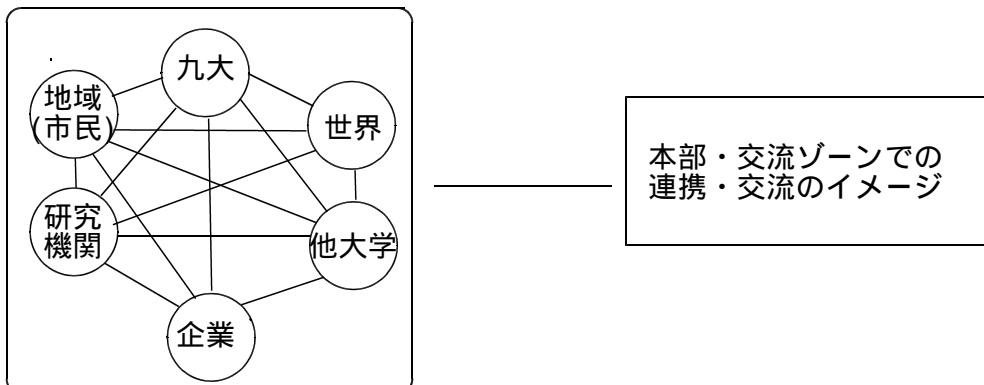 九大
地域
(市民)
世界
研究
機関
他大学
企業
本部・交流ゾーンでの
連携・交流のイメージ